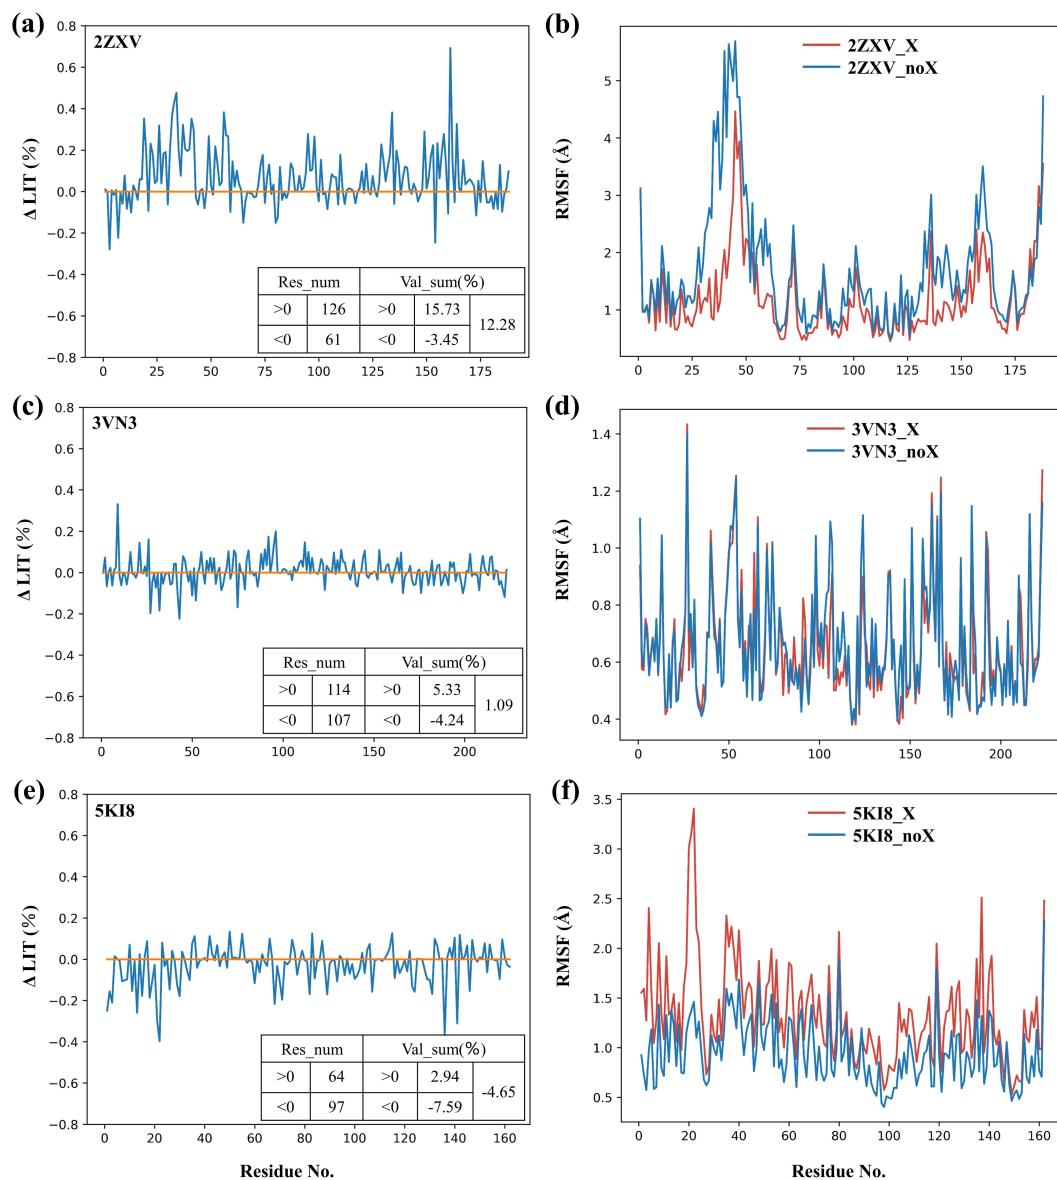 (a)
2ZXV
0.8
0.6
0.4
0.2
0.0
−0.2
−0.4
−0.6
−0.8
Δ LIT (%)
Res_num Val_sum(%)
>0 126 >0 15.73 12.28
<0 61 <0 -3.45
0 25 50 75 100 125 150 175
(b)
2ZXV_X
2ZXV_noX
5
4
3
2
1
RMSF (Å)
0 25 50 75 100 125 150 175
(c)
3VN3
0.8
0.6
0.4
0.2
0.0
−0.2
−0.4
−0.6
−0.8
Δ LIT (%)
Res_num Val_sum(%)
>0 114 >0 5.33 1.09
<0 107 <0 -4.24
0 50 100 150 200
(d)
3VN3_X
3VN3_noX
1.4
1.2
1.0
0.8
0.6
0.4
RMSF (Å)
0 50 100 150 200
(e)
5KI8
0.8
0.6
0.4
0.2
0.0
−0.2
−0.4
−0.6
−0.8
Δ LIT (%)
Res_num Val_sum(%)
>0 64 >0 2.94 -4.65
<0 97 <0 -7.59
0 20 40 60 80 100 120 140 160
Residue No.
(f)
5KI8_X
5KI8_noX
3.5
3.0
2.5
2.0
1.5
1.0
0.5
RMSF (Å)
0 20 40 60 80 100 120 140 160
Residue No.